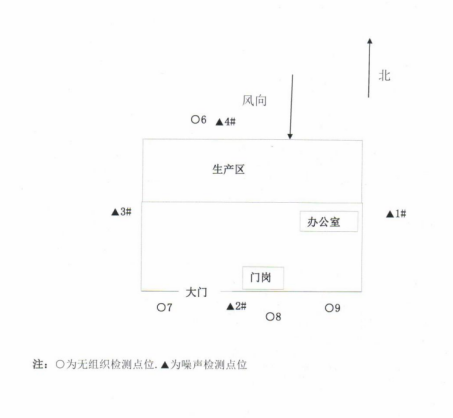 北
风向
○6 ▲4#
生产区
▲3#
▲1#
办公室
门岗
大门
○7
▲2#
○8
○9
注：○为无组织检测点位.▲为噪声检测点位